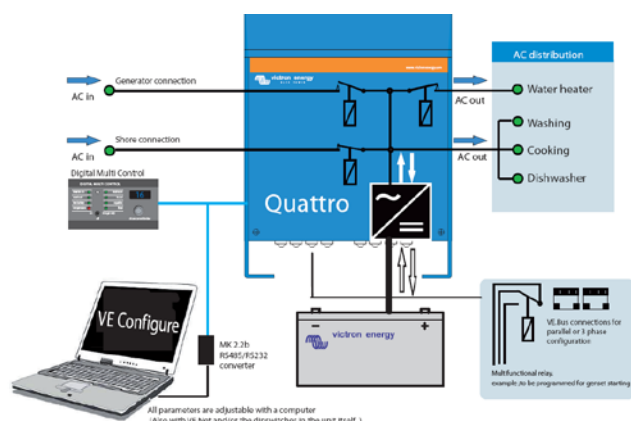 victron energy
AC distribution
Generator connection
AC in
AC out
Water heater
Shore connection
AC in
AC out
Washing
Cooking
Dishwasher
Digital Multi Control
DIGITAL MULTI CONTROL
Quattro
VE Configure
MK 2.2b
RS485/RS232
converter
victron energy
VE.Bus connections for
parallel or 3 phase
configuration
Multifunctional relay.
example ,to be programmed for genset starting
All parameters are adjustable with a computer